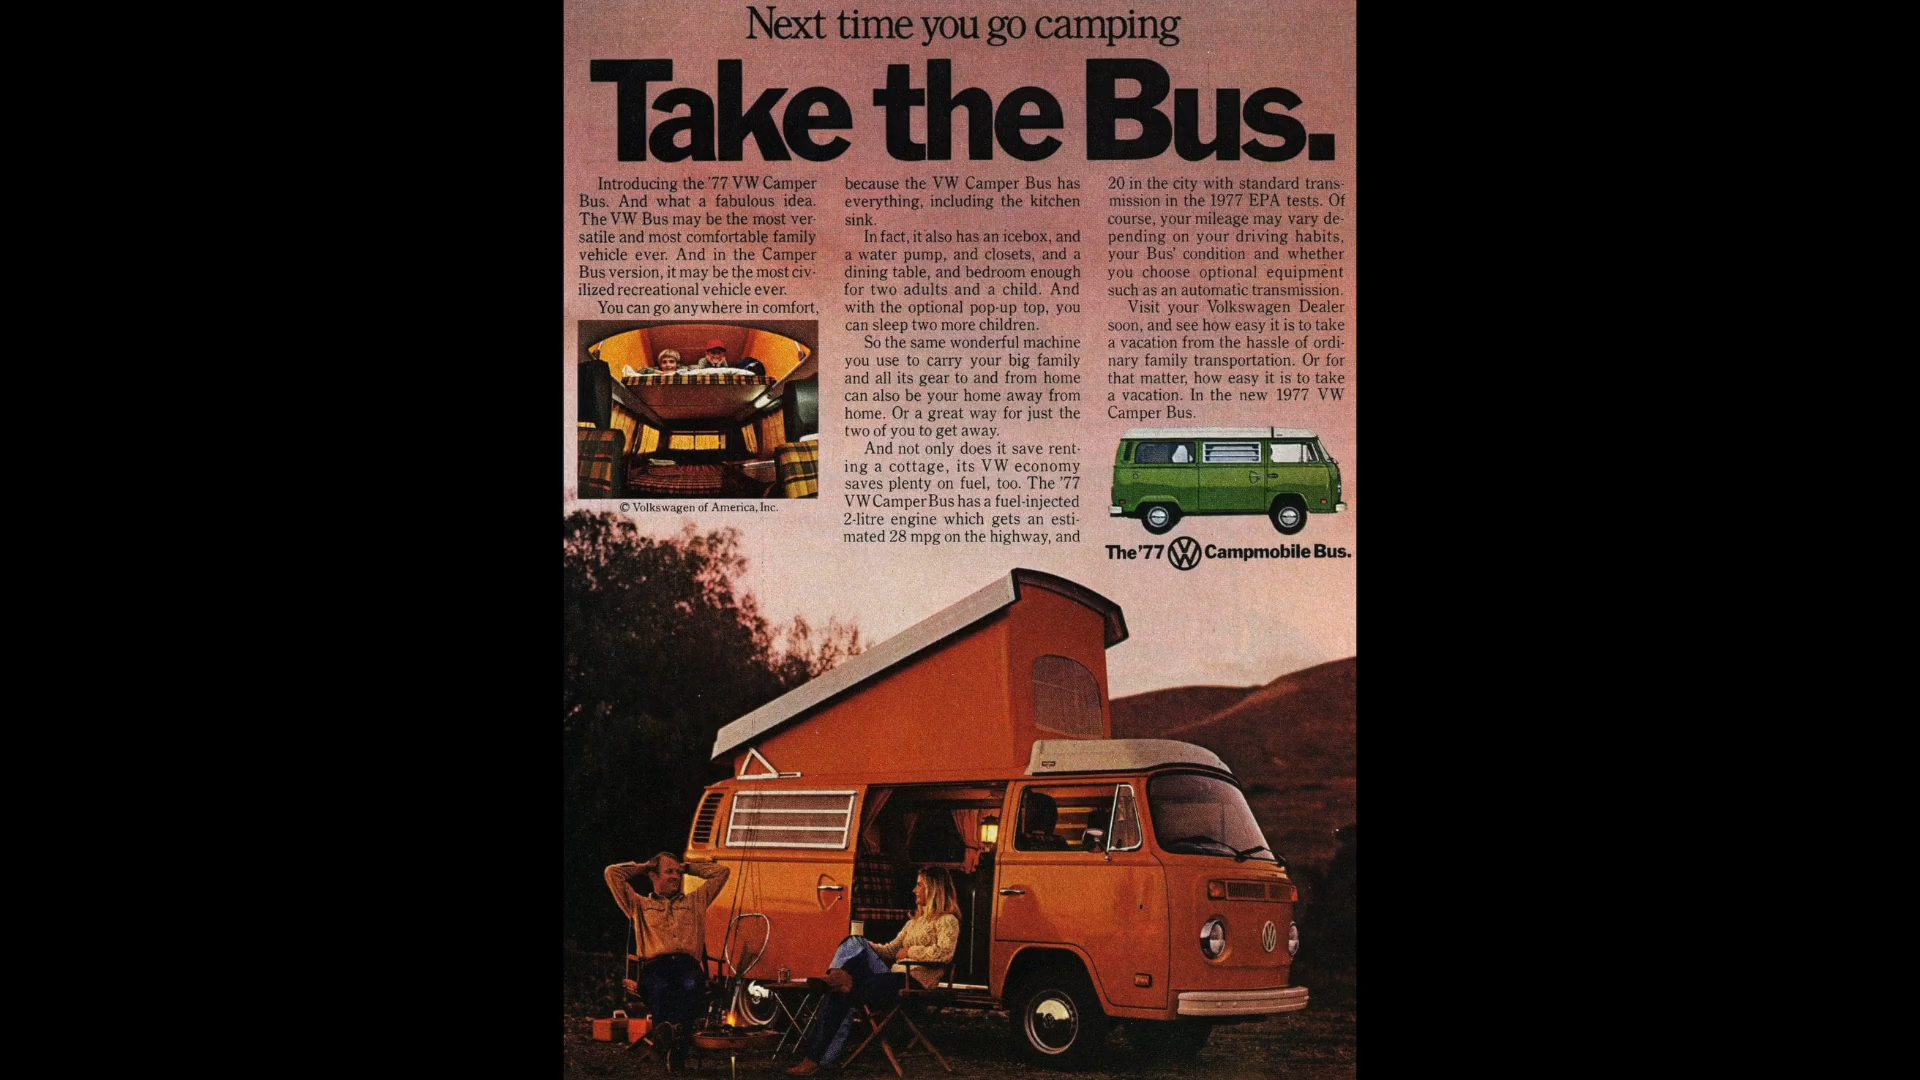 Next time you go camping
Take the Bus.
Introducing the '77 VW Camper
Bus. And what a fabulous idea.
The VW Bus may be the most ver-
satile and most comfortable family
vehicle ever. And in the Camper
Bus version, it may be the most civ-
ilized recreational vehicle ever.
You can go anywhere in comfort,
© Volkswagen of America, Inc.
because the VW Camper Bus has
everything, including the kitchen
sink.
In fact, it also has an icebox, and
a water pump, and closets, and a
dining table, and bedroom enough
for two adults and a child. And
with the optional pop-up top, you
can sleep two more children.
So the same wonderful machine
you use to carry your big family
and all its gear to and from home
can also be your home away from
home. Or a great way for just the
two of you to get away.
And not only does it save rent-
ing a cottage, its VW economy
saves plenty on fuel, too. The '77
VW Camper Bus has a fuel-injected
2-litre engine which gets an esti-
mated 28 mpg on the highway, and
20 in the city with standard trans-
mission in the 1977 EPA tests. Of
course, your mileage may vary de-
pending on your driving habits,
your Bus' condition and whether
you choose optional equipment
such as an automatic transmission.
Visit your Volkswagen Dealer
soon, and see how easy it is to take
a vacation from the hassle of ordi-
nary family transportation. Or for
that matter, how easy it is to take
a vacation. In the new 1977 VW
Camper Bus.
The '77 VW Campmobile Bus.